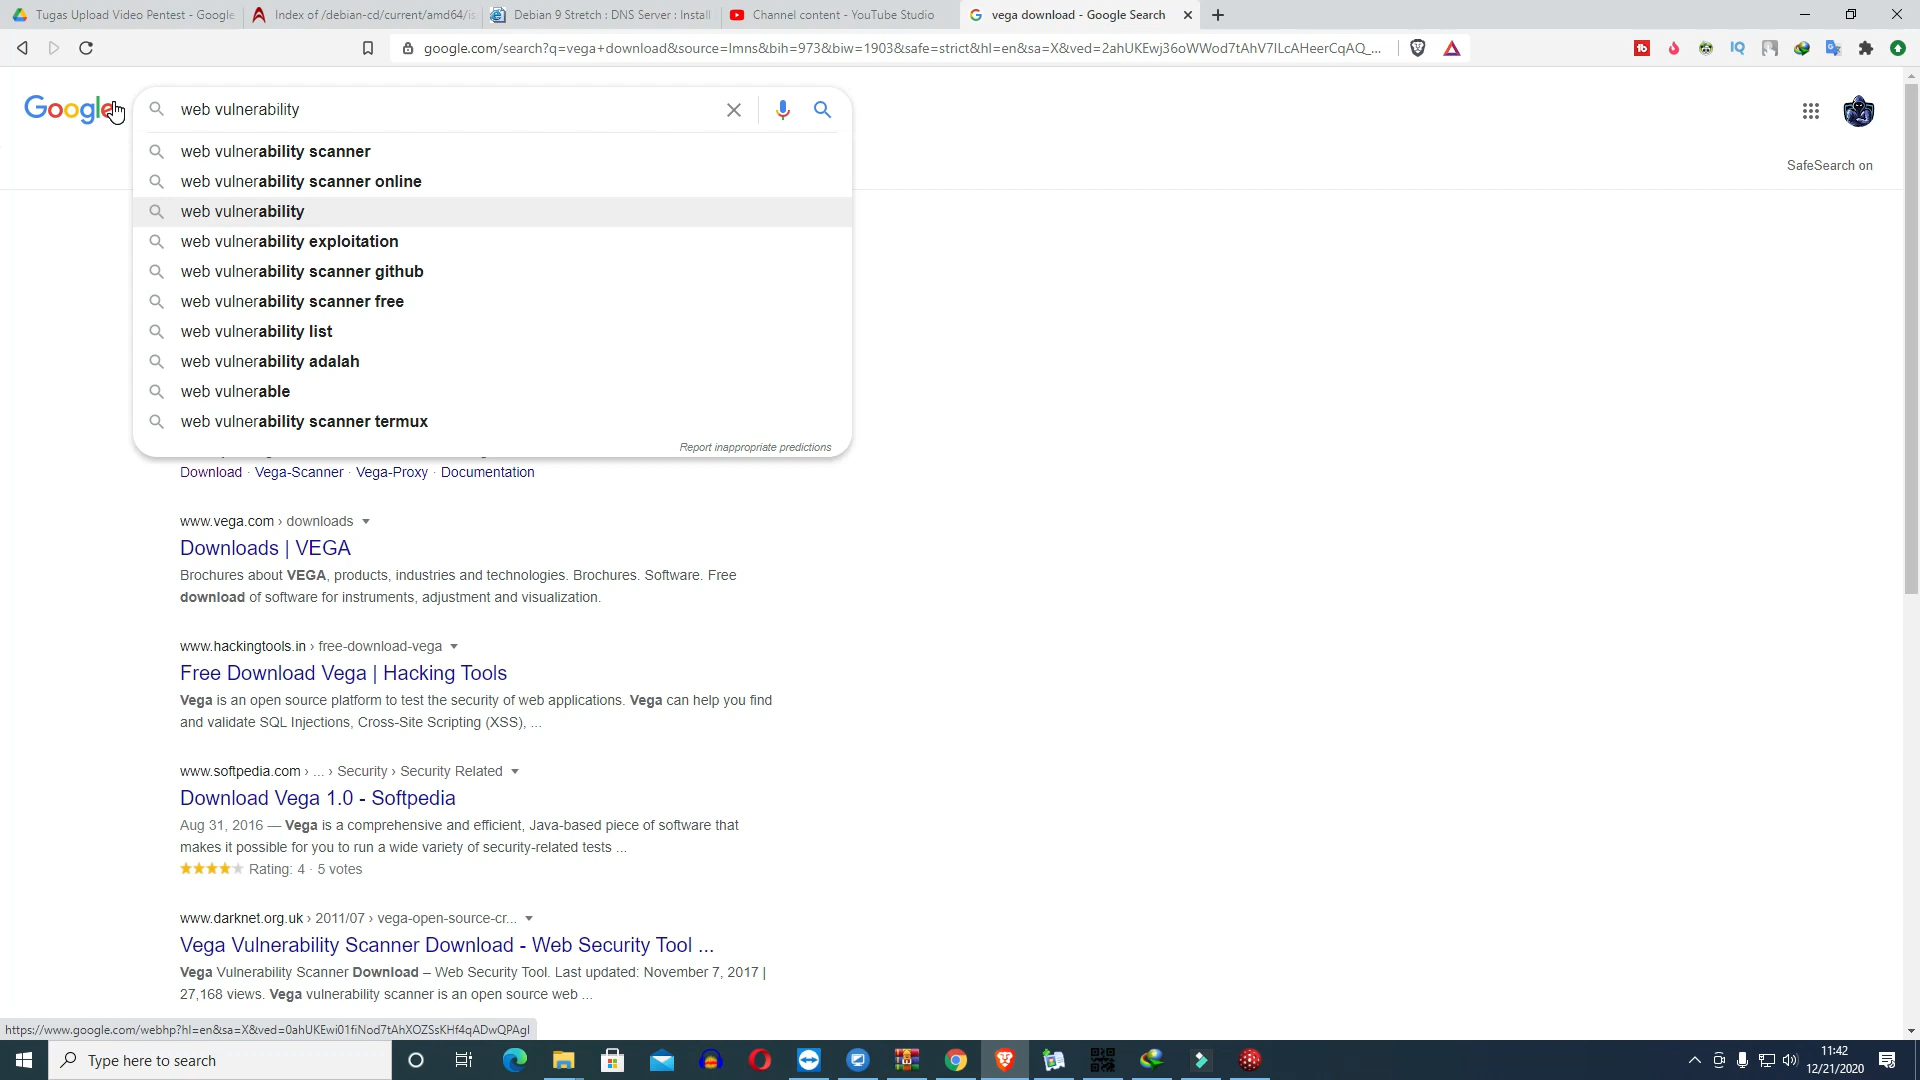 Tugas Upload Video Pentest - Google
Index of /debian-cd/current/amd64/is
Debian 9 Stretch : DNS Server : Install
Channel content - YouTube Studio
vega download - Google Search
google.com/search?q=vega+download&source=lmns&bih=973&biw=1903&safe=strict&hl=en&sa=X&ved=2ahUKEwj36oWWod7tAhV7ILcAHeerCqAQ_...
Google
web vulnerability
SafeSearch on
web vulnerability scanner
web vulnerability scanner online
web vulnerability
web vulnerability exploitation
web vulnerability scanner github
web vulnerability scanner free
web vulnerability list
web vulnerability adalah
web vulnerable
web vulnerability scanner termux
Report inappropriate predictions
Download · Vega-Scanner · Vega-Proxy · Documentation
www.vega.com › downloads
Downloads | VEGA
Brochures about VEGA, products, industries and technologies. Brochures. Software. Free
download of software for instruments, adjustment and visualization.
www.hackingtools.in › free-download-vega
Free Download Vega | Hacking Tools
Vega is an open source platform to test the security of web applications. Vega can help you find
and validate SQL Injections, Cross-Site Scripting (XSS), ...
www.softpedia.com › ... › Security › Security Related
Download Vega 1.0 - Softpedia
Aug 31, 2016 — Vega is a comprehensive and efficient, Java-based piece of software that
makes it possible for you to run a wide variety of security-related tests ...
Rating: 4 · 5 votes
www.darknet.org.uk › 2011/07 › vega-open-source-cr...
Vega Vulnerability Scanner Download - Web Security Tool ...
Vega Vulnerability Scanner Download – Web Security Tool. Last updated: November 7, 2017 |
27,168 views. Vega vulnerability scanner is an open source web ...
https://www.google.com/webhp?hl=en&sa=X&ved=0ahUKEwi01fiNod7tAhXOZSsKHf4qADwQPAgI
Type here to search
11:42
12/21/2020